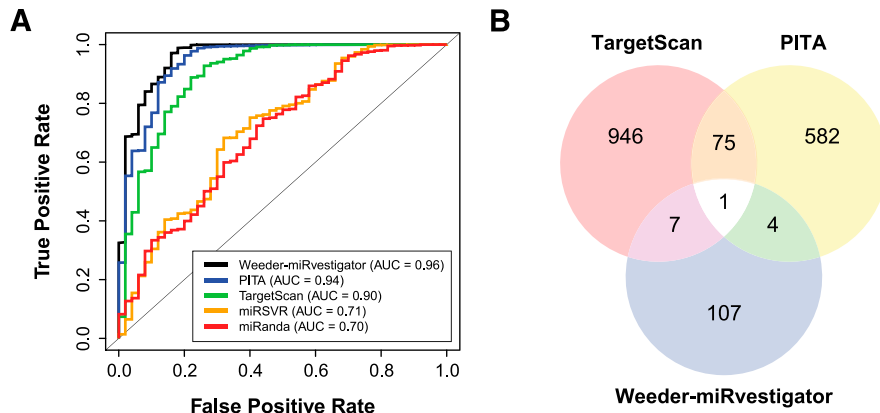 A
True Positive Rate
1.0
0.8
0.6
0.4
0.2
0.0
Weeder-miRvestigator (AUC = 0.96)
PITA (AUC = 0.94)
TargetScan (AUC = 0.90)
miRSVR (AUC = 0.71)
miRanda (AUC = 0.70)
0.0 0.2 0.4 0.6 0.8 1.0
False Positive Rate
B
TargetScan PITA
946 75 582
1
7 4
107
Weeder-miRvestigator